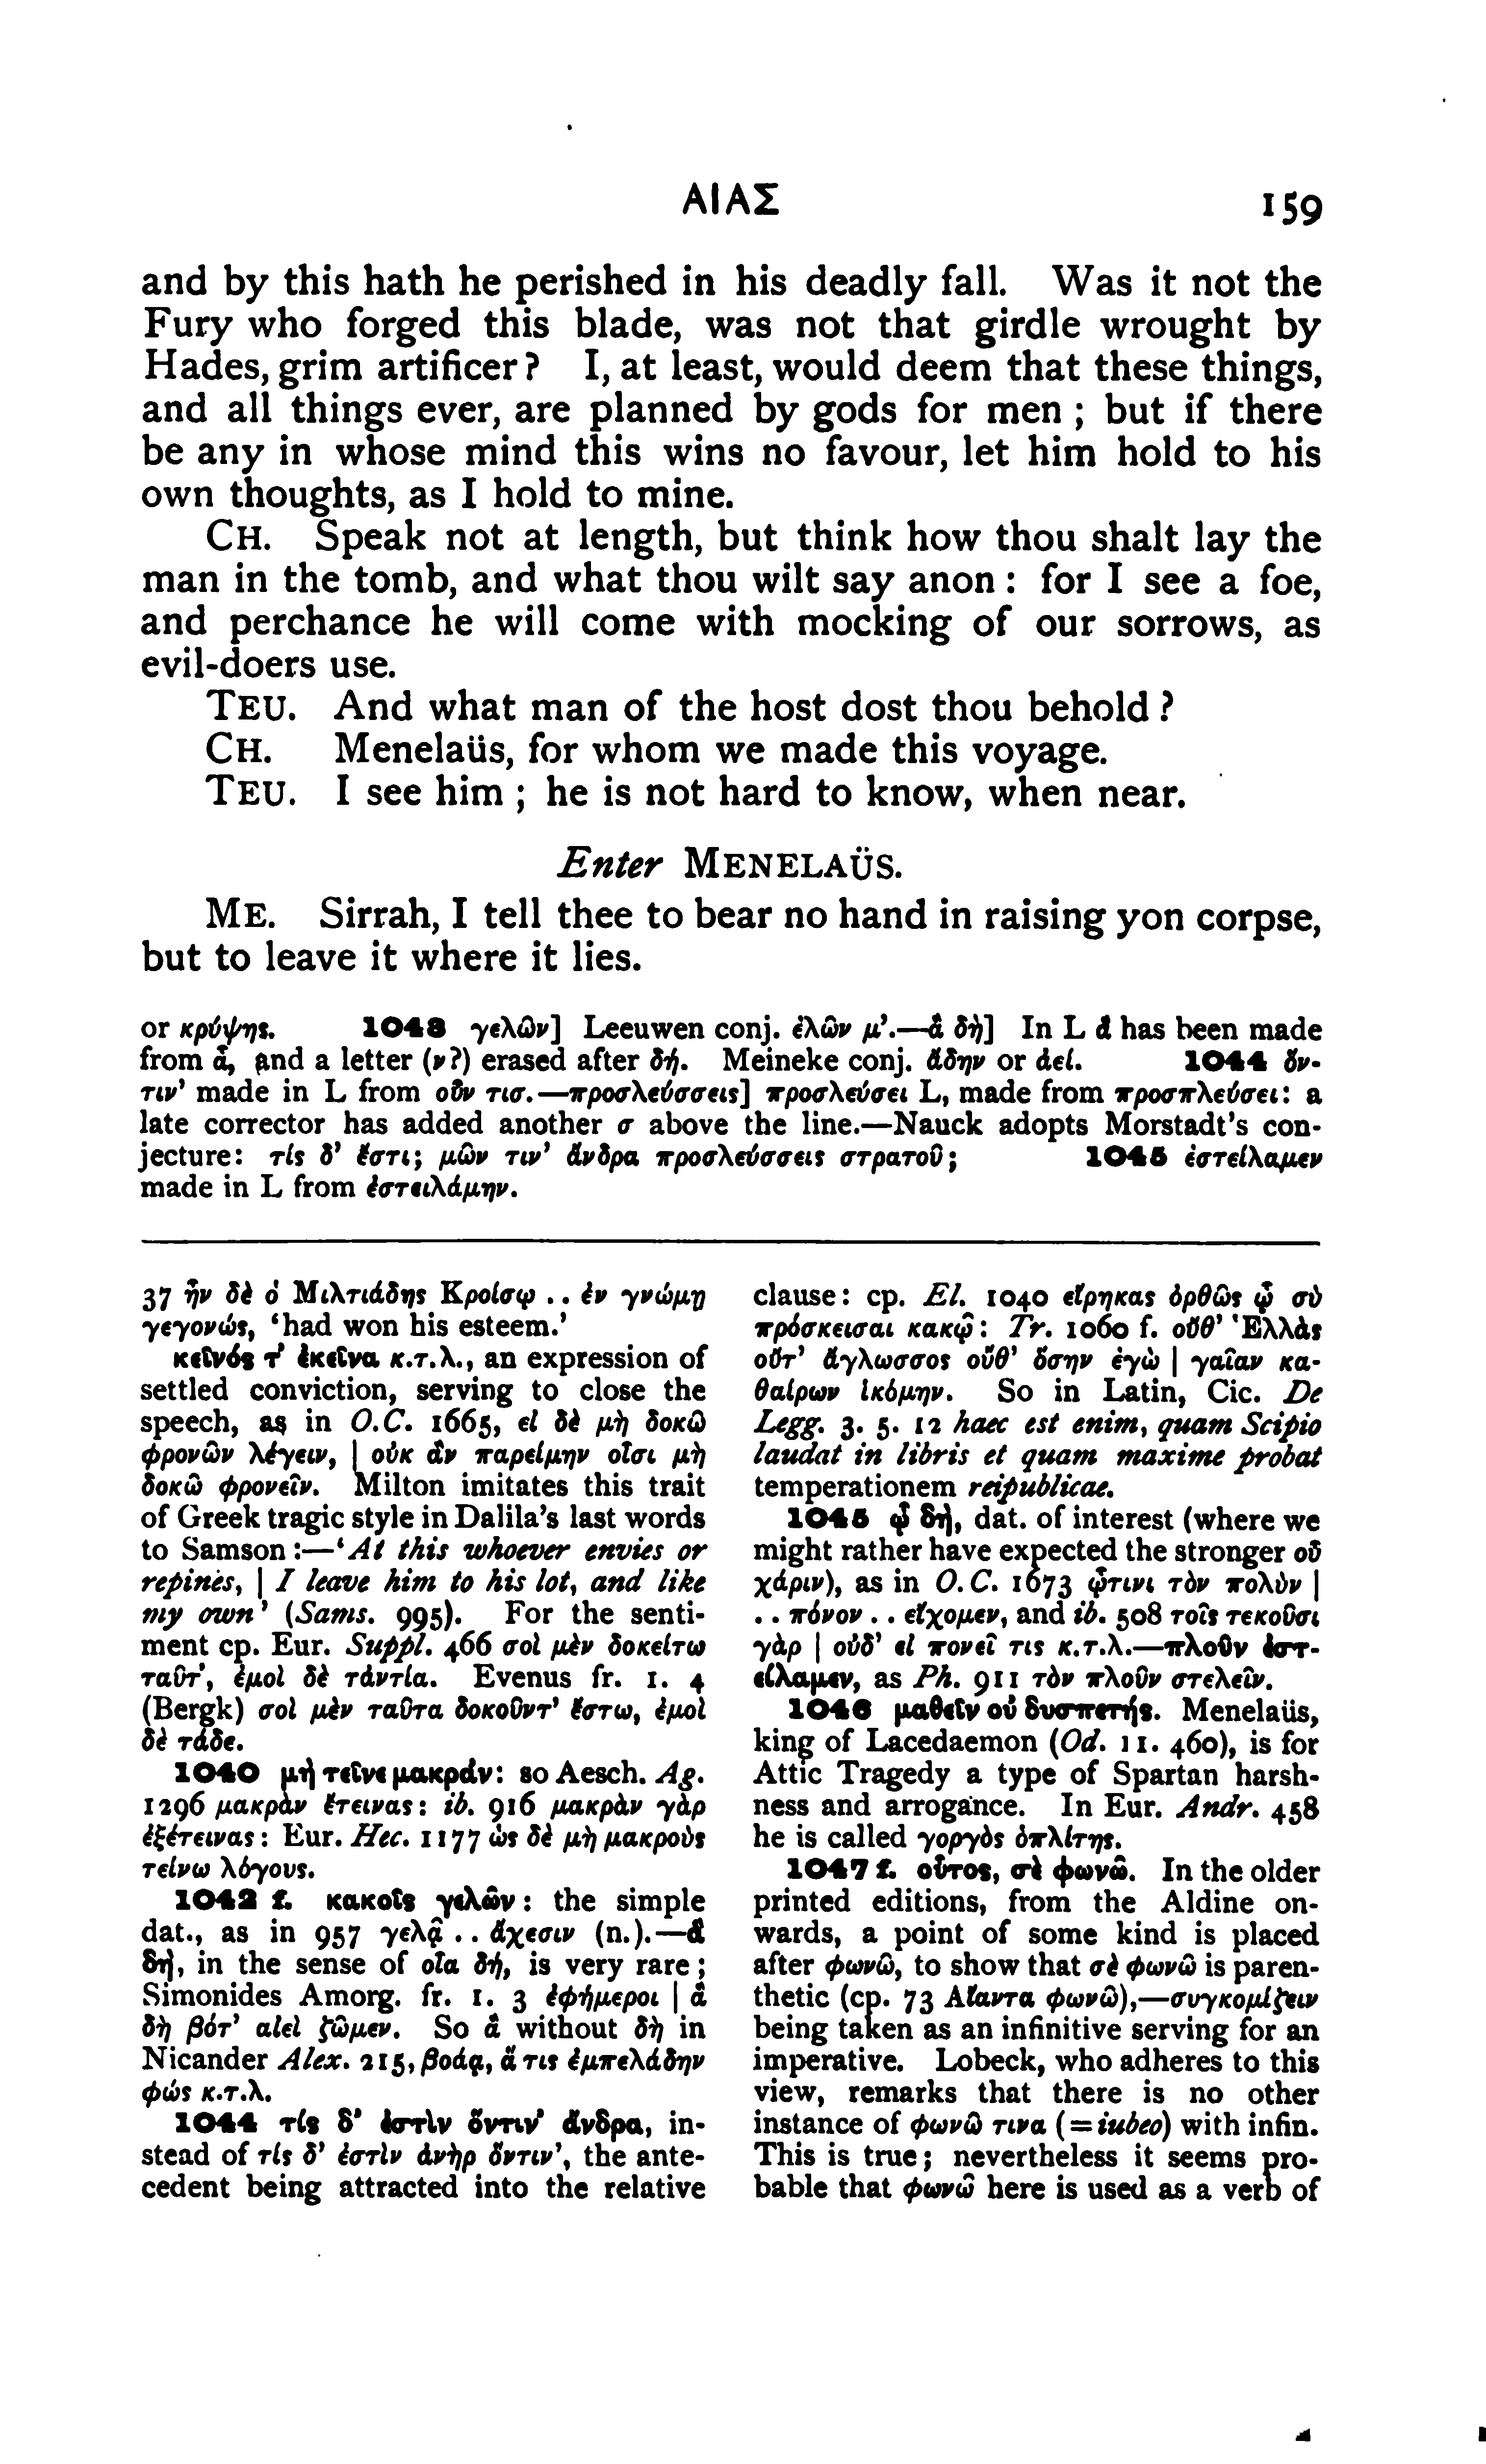 ΑΙΑΣ 159
and by this hath he perished in his deadly fall. Was it not the
Fury who forged this blade, was not that girdle wrought by
Hades, grim artificer? I, at least, would deem that these things,
and all things ever, are planned by gods for men; but if there
be any in whose mind this wins no favour, let him hold to his
own thoughts, as I hold to mine.
CH. Speak not at length, but think how thou shalt lay the
man in the tomb, and what thou wilt say anon: for I see a foe,
and perchance he will come with mocking of our sorrows, as
evil-doers use.
TEU. And what man of the host dost thou behold?
CH. Menelaüs, for whom we made this voyage.
TEU. I see him; he is not hard to know, when near.
Enter MENELAÜS.
ME. Sirrah, I tell thee to bear no hand in raising yon corpse,
but to leave it where it lies.
or κρύψῃς. 1043 γελῶν] Leeuwen conj. ἑλῶν μ’.—ἃ δὴ] In L ἃ has been made
from ἆ, and a letter (ν?) erased after δή. Meineke conj. ἄδην or ἀεί. 1044 ὅν-
τιν’ made in L from οὖν τισ.—προσλεύσσεις] προσλεύσει L, made from προσπλεύσει: a
late corrector has added another σ above the line.—Nauck adopts Morstadt's con-
jecture: τίς δ’ ἔστι; μῶν τιν’ ἄνδρα προσλεύσσεις στρατοῦ; 1045 ἐστείλαμεν
made in L from ἐστειλάμην.
37 ἦν δὲ ὁ Μιλτιάδης Κροίσῳ .. ἐν γνώμῃ
γεγονώς, ‘had won his esteem.’
κεῖνός τ’ ἐκεῖνα κ.τ.λ., an expression of
settled conviction, serving to close the
speech, as in O.C. 1665, εἰ δὲ μὴ δοκῶ
φρονῶν λέγειν, | οὐκ ἂν παρείμην οἷσι μὴ
δοκῶ φρονεῖν. Milton imitates this trait
of Greek tragic style in Dalila's last words
to Samson:—‘At this whoever envies or
repines, | I leave him to his lot, and like
my own’ (Sams. 995). For the senti-
ment cp. Eur. Suppl. 466 σοὶ μὲν δοκείτω
ταῦτ’, ἐμοὶ δὲ τἀντία. Evenus fr. 1. 4
(Bergk) σοὶ μὲν ταῦτα δοκοῦντ’ ἔστω, ἐμοὶ
δὲ τάδε.
1040 μὴ τεῖνε μακράν: so Aesch. Ag.
1296 μακρὰν ἔτεινας: ib. 916 μακρὰν γὰρ
ἐξέτεινας: Eur. Hec. 1177 ὡς δὲ μὴ μακροὺς
τείνω λόγους.
1042 f. κακοῖς γελῶν: the simple
dat., as in 957 γελᾷ .. ἄχεσιν (n.).—ἃ
δὴ, in the sense of οἷα δή, is very rare;
Simonides Amorg. fr. 1. 3 ἐφήμεροι | ἃ
δὴ βότ’ αἰεὶ ζῶμεν. So ἃ without δὴ in
Nicander Alex. 215, βοάᾳ, ἅ τις ἐμπελάδην
φώς κ.τ.λ.
1044 τίς δ’ ἐστὶν ὅντιν’ ἄνδρα, in-
stead of τίς δ’ ἐστὶν ἀνὴρ ὅντιν’, the ante-
cedent being attracted into the relative
clause: cp. El. 1040 εἴρηκας ὀρθῶς ᾧ σὺ
πρόσκεισαι κακῷ: Tr. 1060 f. οὔθ’ Ἑλλὰς
οὔτ’ ἄγλωσσος οὔθ’ ὅσην ἐγὼ | γαῖαν κα-
θαίρων ἱκόμην. So in Latin, Cic. De
Legg. 3. 5. 12 haec est enim, quam Scipio
laudat in libris et quam maxime probat
temperationem reipublicae.
1045 ᾧ δὴ, dat. of interest (where we
might rather have expected the stronger οὗ
χάριν), as in O.C. 1673 ᾧτινι τὸν πολὺν |
.. πόνον .. εἴχομεν, and ib. 508 τοῖς τεκοῦσι
γὰρ | οὐδ’ εἰ πονεῖ τις κ.τ.λ.—πλοῦν ἐστ-
είλαμεν, as Ph. 911 τὸν πλοῦν στελεῖν.
1046 μαθεῖν οὐ δυσπετής. Menelaüs,
king of Lacedaemon (Od. 11. 460), is for
Attic Tragedy a type of Spartan harsh-
ness and arrogance. In Eur. Andr. 458
he is called γοργὸς ὁπλίτης.
1047 f. οὗτος, σὲ φωνῶ. In the older
printed editions, from the Aldine on-
wards, a point of some kind is placed
after φωνῶ, to show that σὲ φωνῶ is paren-
thetic (cp. 73 Αἴαντα φωνῶ),—συγκομίζειν
being taken as an infinitive serving for an
imperative. Lobeck, who adheres to this
view, remarks that there is no other
instance of φωνῶ τινα (=iubeo) with infin.
This is true; nevertheless it seems pro-
bable that φωνῶ here is used as a verb of